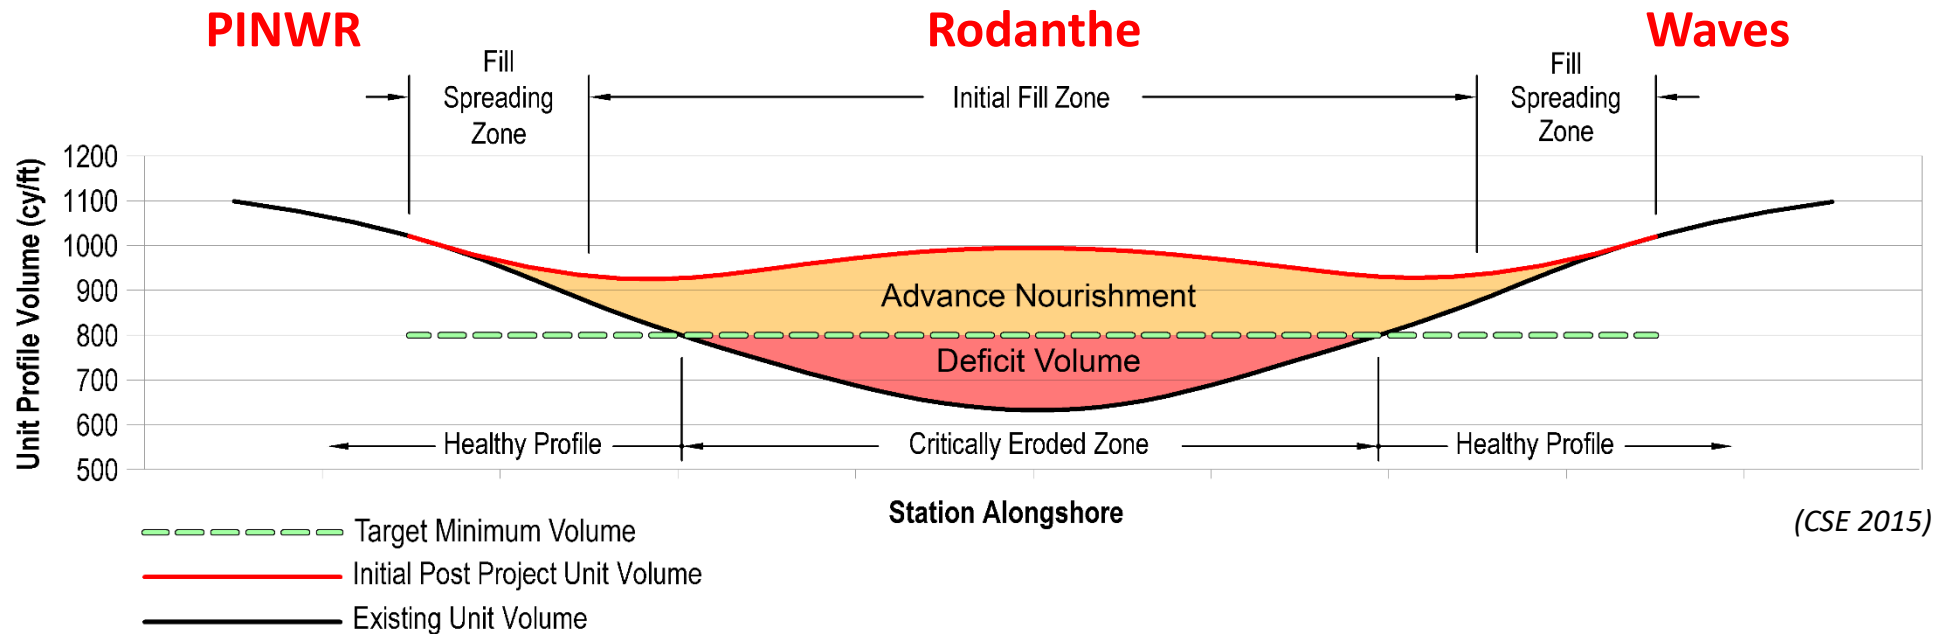 PINWR
Rodanthe
Waves
Fill
Spreading
Zone
Initial Fill Zone
Fill
Spreading
Zone
Unit Profile Volume (cy/ft)
1200
1100
1000
900
800
700
600
500
Advance Nourishment
Deficit Volume
Healthy Profile
Critically Eroded Zone
Healthy Profile
Station Alongshore
(CSE 2015)
Target Minimum Volume
Initial Post Project Unit Volume
Existing Unit Volume